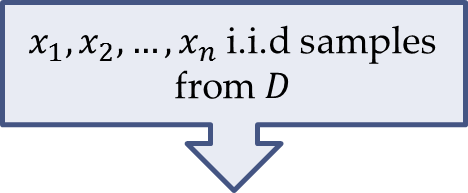 x₁, x₂, …, xₙ i.i.d samples
from D